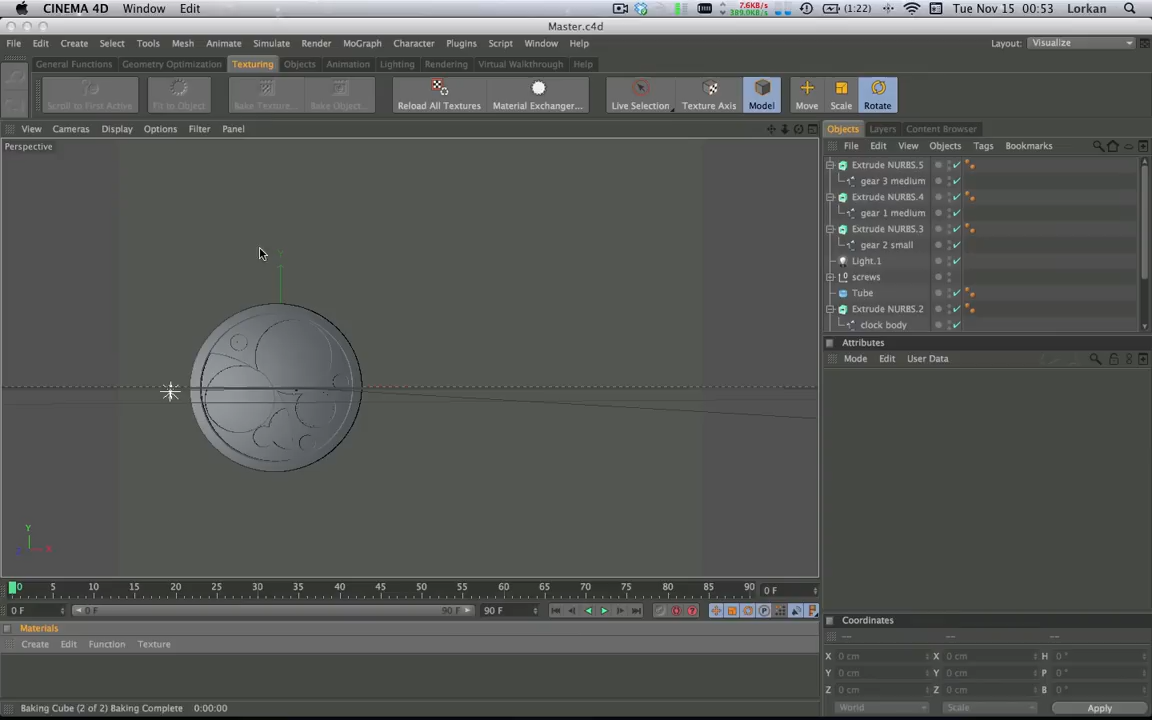 CINEMA 4D Window Edit 7.6KB/s 389.0KB/s (1:22) Tue Nov 15 00:53 Lorkan
Master.c4d
File Edit Create Select Tools Mesh Animate Simulate Render MoGraph Character Plugins Script Window Help Layout: Visualize
General Functions Geometry Optimization Texturing Objects Animation Lighting Rendering Virtual Walkthrough Help
Scroll to First Active Fit to Object Bake Texture... Bake Object... Reload All Textures Material Exchanger... Live Selection Texture Axis Model Move Scale Rotate
View Cameras Display Options Filter Panel
Objects Layers Content Browser
File Edit View Objects Tags Bookmarks
Perspective
Extrude NURBS.5
gear 3 medium
Extrude NURBS.4
gear 1 medium
Extrude NURBS.3
gear 2 small
Light.1
screws
Tube
Extrude NURBS.2
clock body
Attributes
Mode Edit User Data
Y
Y
X
0 5 10 15 20 25 30 35 40 45 50 55 60 65 70 75 80 85 90 0 F
0 F 0 F 90 F 90 F
Materials
Create Edit Function Texture
Coordinates
X 0 cm X 0 cm H 0 °
Y 0 cm Y 0 cm P 0 °
Z 0 cm Z 0 cm B 0 °
World Scale Apply
Baking Cube (2 of 2) Baking Complete 0:00:00